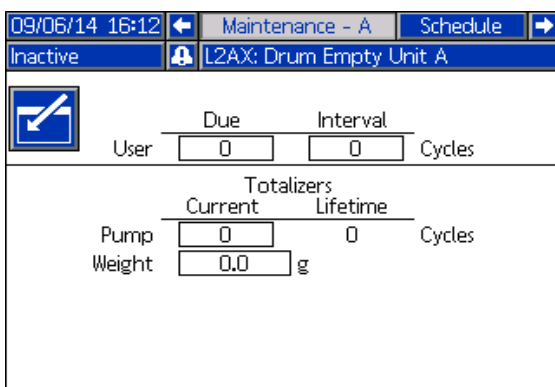 09/06/14 16:12 Maintenance - A Schedule
Inactive L2AX: Drum Empty Unit A
Due Interval
User 0 0 Cycles
Totalizers
Current Lifetime
Pump 0 0 Cycles
Weight 0.0 g